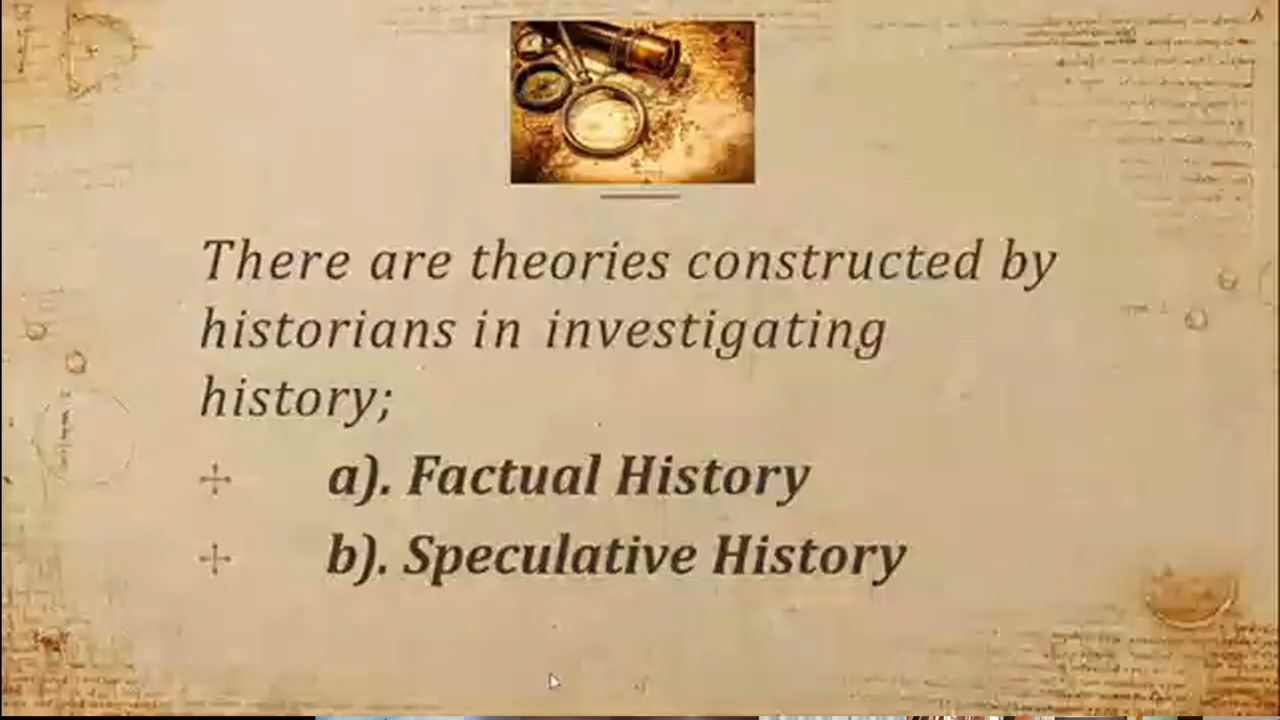 There are theories constructed by
historians in investigating
history;
a). Factual History
b). Speculative History